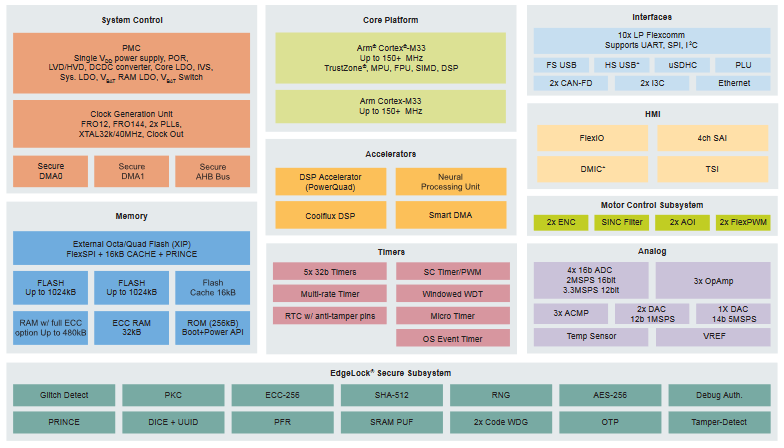 System Control
PMC
Single VDD power supply, POR,
LVD/HVD, DCDC converter, Core LDO, IVS,
Sys. LDO, VBAT RAM LDO, VBAT Switch
Clock Generation Unit
FRO12, FRO144, 2x PLLs,
XTAL32k/40MHz, Clock Out
Secure
DMA0
Secure
DMA1
Secure
AHB Bus
Memory
External Octa/Quad Flash (XIP)
FlexSPI + 16kB CACHE + PRINCE
FLASH
Up to 1024kB
FLASH
Up to 1024kB
Flash
Cache 16kB
RAM w/ full ECC
option Up to 480kB
ECC RAM
32kB
ROM (256kB)
Boot+Power API
Core Platform
Arm® Cortex®-M33
Up to 150+ MHz
TrustZone®, MPU, FPU, SIMD, DSP
Arm Cortex-M33
Up to 150+ MHz
Accelerators
DSP Accelerator
(PowerQuad)
Neural
Processing Unit
Coolflux DSP
Smart DMA
Timers
5x 32b Timers
SC Timer/PWM
Multi-rate Timer
Windowed WDT
RTC w/ anti-tamper pins
Micro Timer
OS Event Timer
Interfaces
10x LP Flexcomm
Supports UART, SPI, I²C
FS USB
HS USB+
uSDHC
PLU
2x CAN-FD
2x I3C
Ethernet
HMI
FlexIO
4ch SAI
DMIC+
TSI
Motor Control Subsystem
2x ENC
SINC Filter
2x AOI
2x FlexPWM
Analog
4x 16b ADC
2MSPS 16bit
3.3MSPS 12bit
3x OpAmp
3x ACMP
2x DAC
12b 1MSPS
1X DAC
14b 5MSPS
Temp Sensor
VREF
EdgeLock® Secure Subsystem
Glitch Detect
PKC
ECC-256
SHA-512
RNG
AES-256
Debug Auth.
PRINCE
DICE + UUID
PFR
SRAM PUF
2x Code WDG
OTP
Tamper-Detect